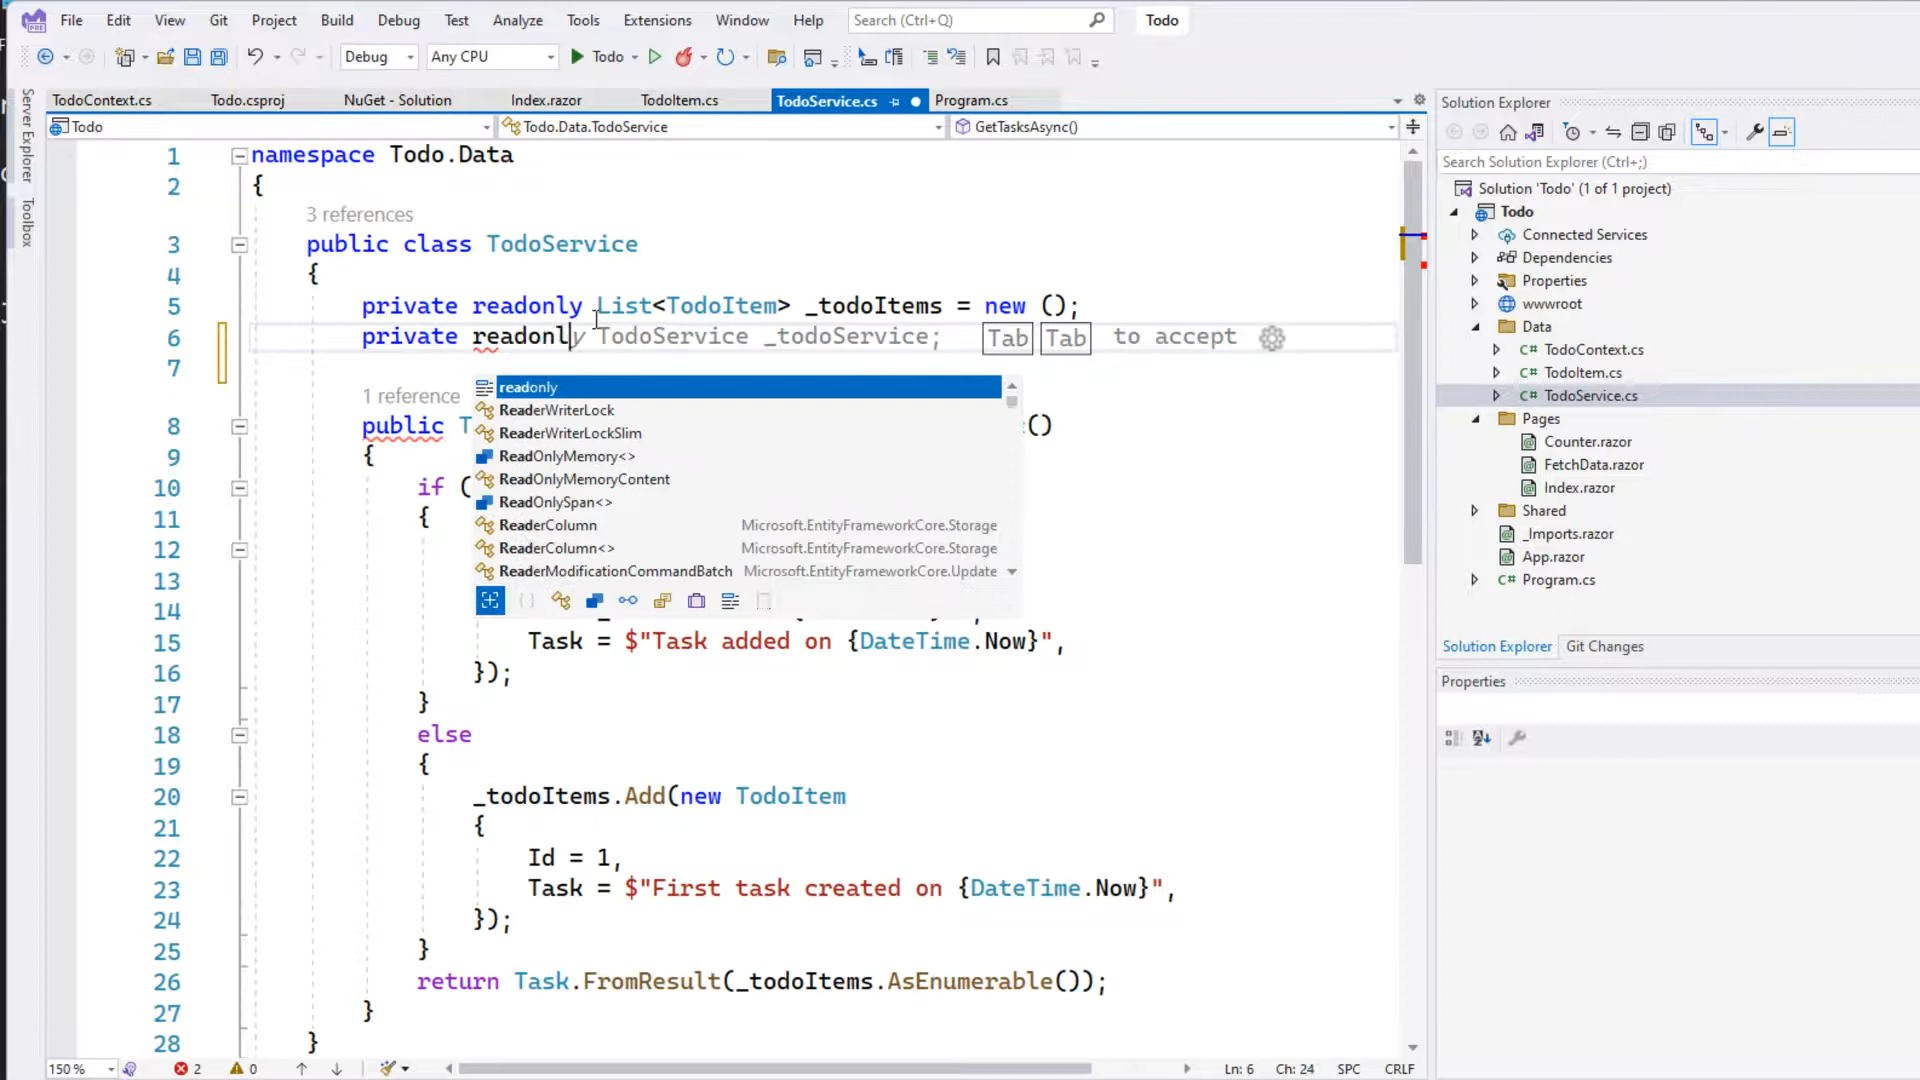 File Edit View Git Project Build Debug Test Analyze Tools Extensions Window Help Search (Ctrl+Q) Todo
Debug Any CPU Todo
TodoContext.cs Todo.csproj NuGet - Solution Index.razor TodoItem.cs TodoService.cs Program.cs
Todo Todo.Data.TodoService GetTasksAsync()
Server Explorer
Toolbox
1 namespace Todo.Data
2 {
3 references
3 public class TodoService
4 {
5 private readonly List<TodoItem> _todoItems = new ();
6 private readonly TodoService _todoService; Tab Tab to accept
7
1 reference
8 public T ()
9 {
10 if (
11 {
12
13
14
15 Task = $"Task added on {DateTime.Now}",
16 });
17 }
18 else
19 {
20 _todoItems.Add(new TodoItem
21 {
22 Id = 1,
23 Task = $"First task created on {DateTime.Now}",
24 });
25 }
26 return Task.FromResult(_todoItems.AsEnumerable());
27 }
28 }
readonly
ReaderWriterLock
ReaderWriterLockSlim
ReadOnlyMemory<>
ReadOnlyMemoryContent
ReadOnlySpan<>
ReaderColumn Microsoft.EntityFrameworkCore.Storage
ReaderColumn<> Microsoft.EntityFrameworkCore.Storage
ReaderModificationCommandBatch Microsoft.EntityFrameworkCore.Update
150 % 2 0 Ln: 6 Ch: 24 SPC CRLF
Solution Explorer
Search Solution Explorer (Ctrl+;)
Solution 'Todo' (1 of 1 project)
Todo
Connected Services
Dependencies
Properties
wwwroot
Data
C# TodoContext.cs
C# TodoItem.cs
C# TodoService.cs
Pages
Counter.razor
FetchData.razor
Index.razor
Shared
_Imports.razor
App.razor
C# Program.cs
Solution Explorer Git Changes
Properties